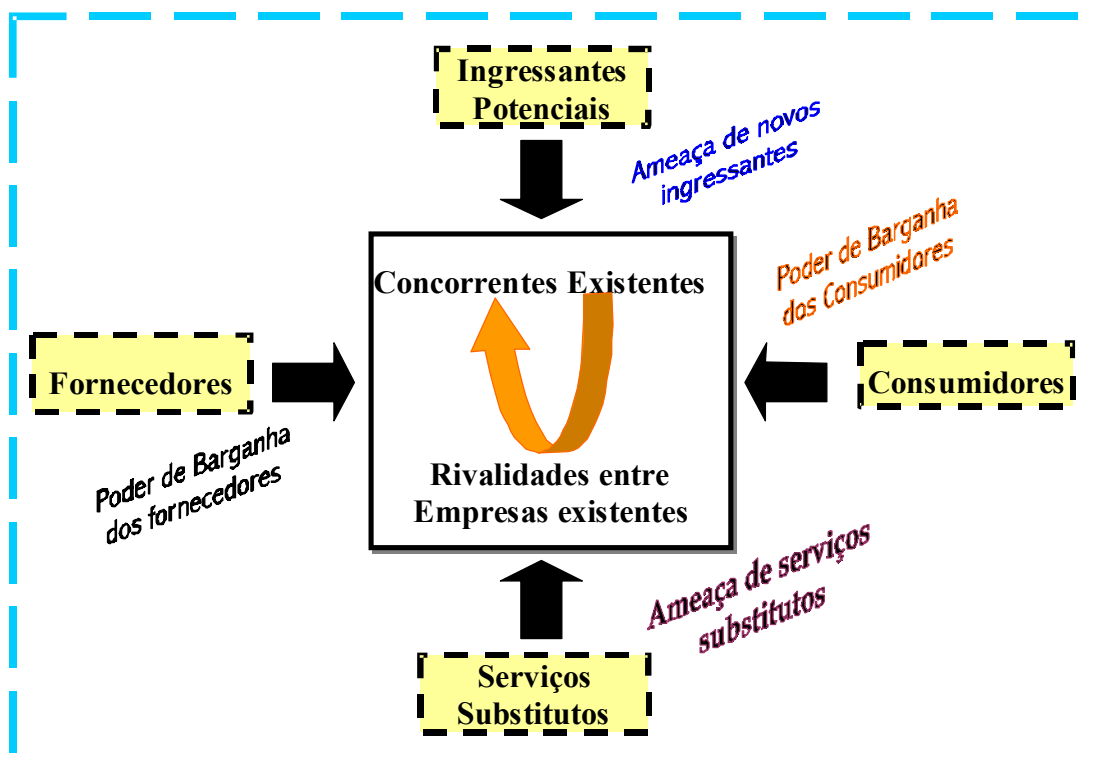 Ingressantes
Potenciais
Ameaça de novos
ingressantes
Poder de Barganha
dos Consumidores
Concorrentes Existentes
Fornecedores
Consumidores
Poder de Barganha
dos fornecedores
Rivalidades entre
Empresas existentes
Ameaça de serviços
substitutos
Serviços
Substitutos